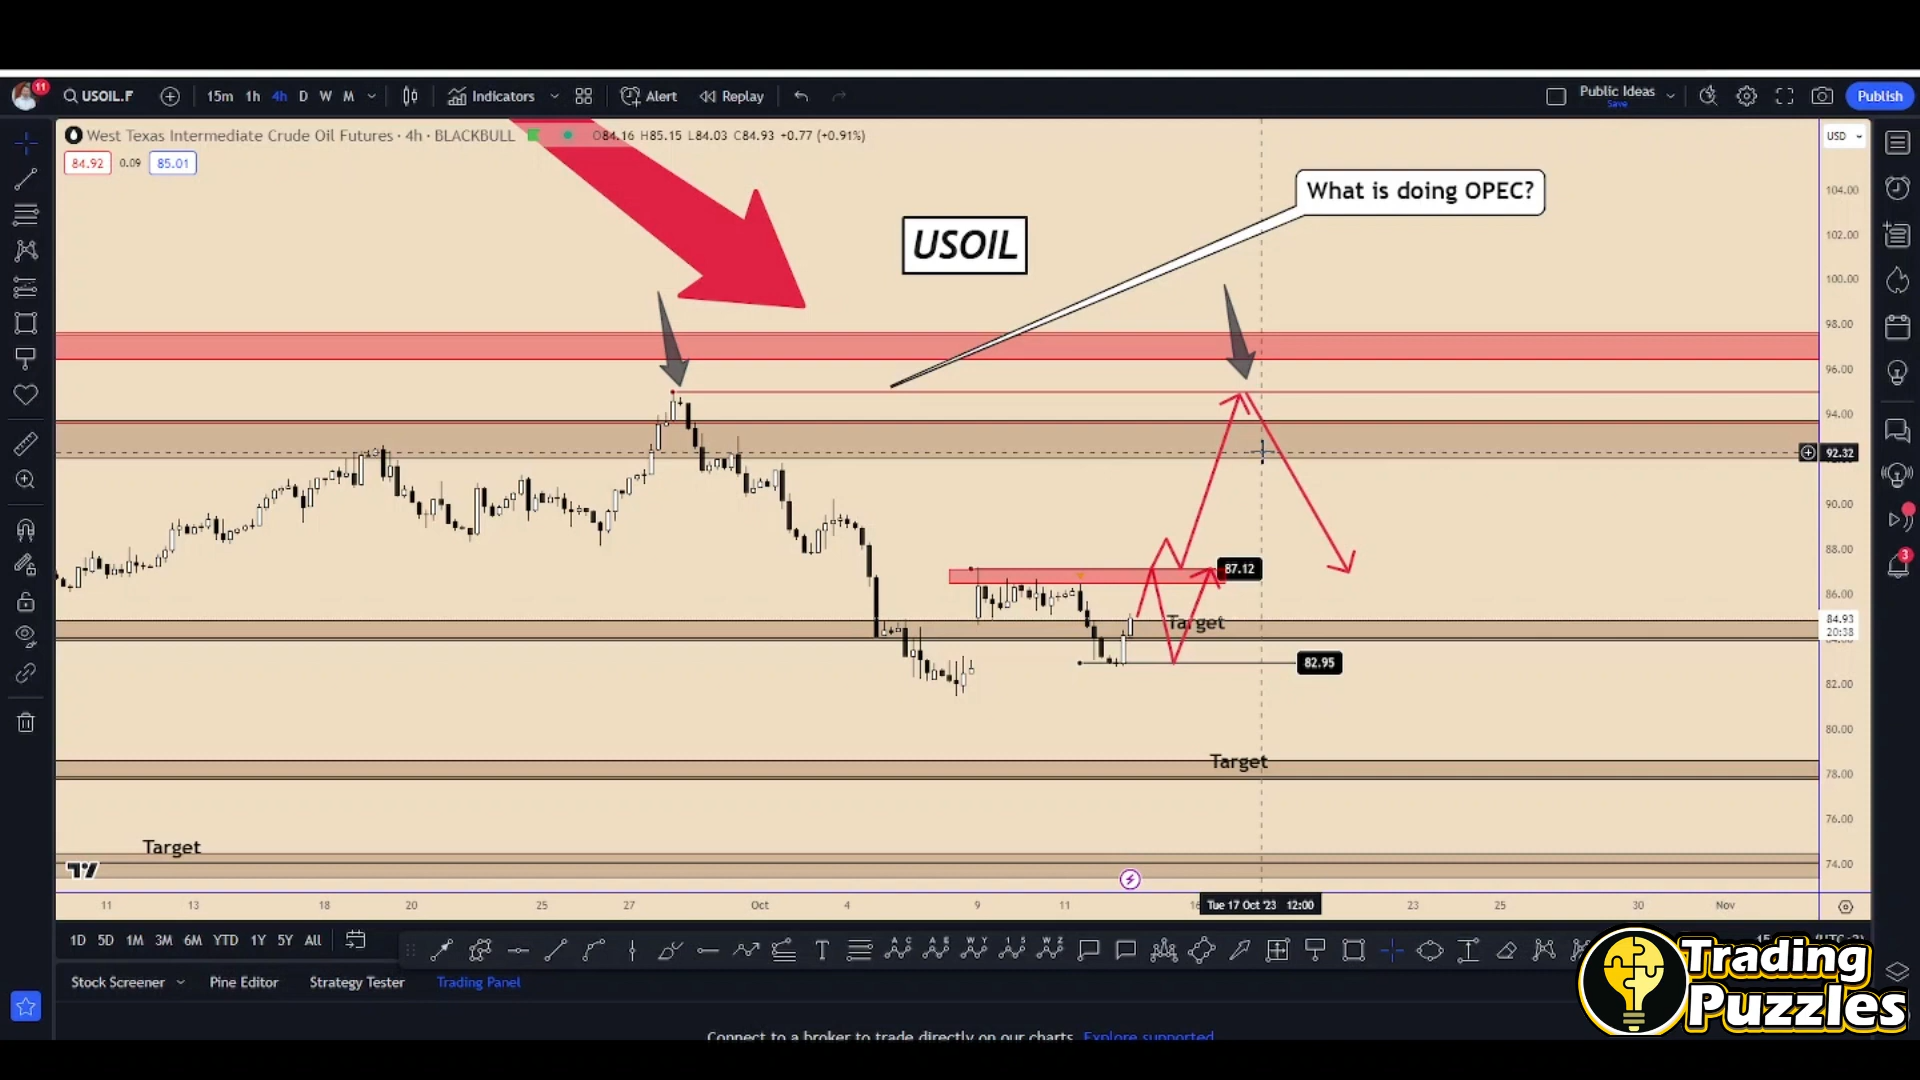 11
USOIL.F
15m 1h 4h D W M
Indicators
Alert
Replay
Public Ideas
Save
Publish
West Texas Intermediate Crude Oil Futures · 4h · BLACKBULL
O84.16 H85.15 L84.03 C84.93 +0.77 (+0.91%)
USD
84.92 0.09 85.01
What is doing OPEC?
USOIL
104.00
102.00
100.00
98.00
96.00
94.00
92.32
90.00
88.00
87.12
86.00
Target
84.93
20:38
82.95
82.00
80.00
Target
78.00
76.00
Target
74.00
11 13 18 20 25 27 Oct 4 9 11 Tue 17 Oct '23 12:00 23 25 30 Nov
1D 5D 1M 3M 6M YTD 1Y 5Y All
Stock Screener Pine Editor Strategy Tester Trading Panel
Connect to a broker to trade directly on our charts. Explore supported
3
Trading
Puzzles